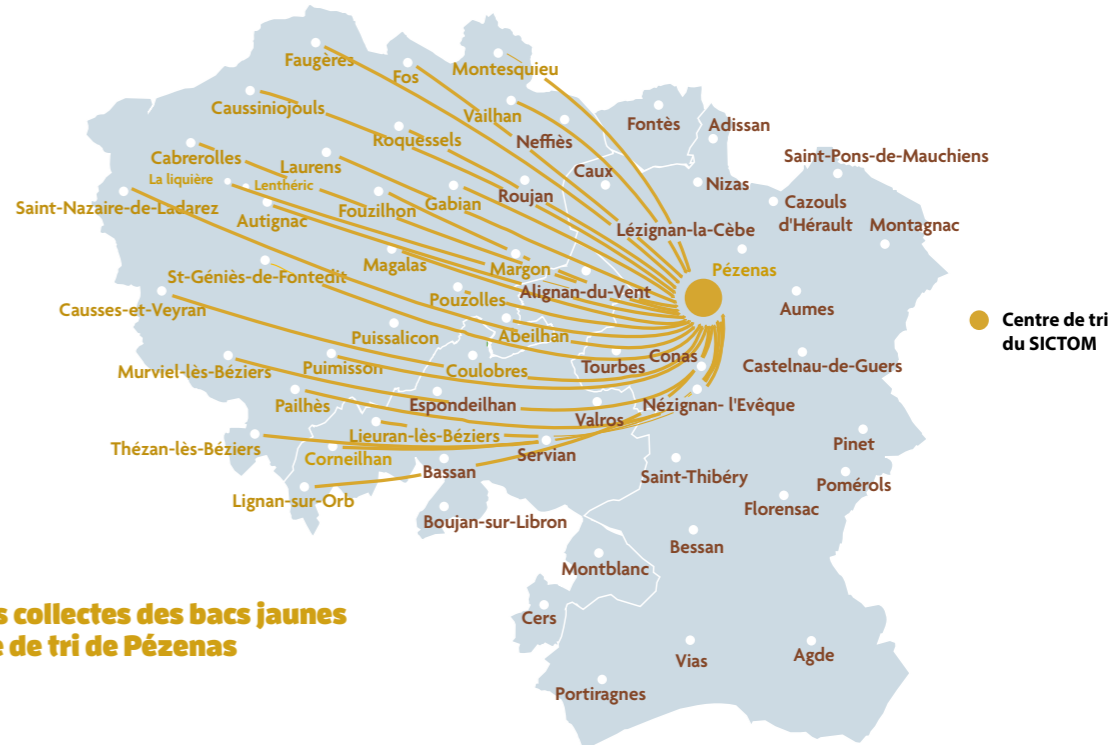 Faugères
Fos
Montesquieu
Caussiniojouls
Vailhan
Fontès
Adissan
Roquessels
Neffiès
Cabrerolles
Laurens
Caux
Saint-Pons-de-Mauchiens
La liquière
Lenthéric
Roujan
Nizas
Saint-Nazaire-de-Ladarez
Autignac
Fouzilhon
Gabian
Cazouls
d'Hérault
Montagnac
Lézignan-la-Cèbe
St-Géniès-de-Fontedit
Magalas
Margon
Pézenas
Alignan-du-Vent
Causses-et-Veyran
Pouzolles
Aumes
Puissalicon
Abeilhan
Centre de tri
du SICTOM
Murviel-lès-Béziers
Puimisson
Coulobres
Tourbes
Conas
Castelnau-de-Guers
Pailhès
Espondeilhan
Valros
Nézignan- l'Evêque
Thézan-lès-Béziers
Lieuran-lès-Béziers
Corneilhan
Servian
Pinet
Bassan
Saint-Thibéry
Pomérols
Lignan-sur-Orb
Florensac
Boujan-sur-Libron
Bessan
Montblanc
s collectes des bacs jaunes
e de tri de Pézenas
Cers
Vias
Agde
Portiragnes